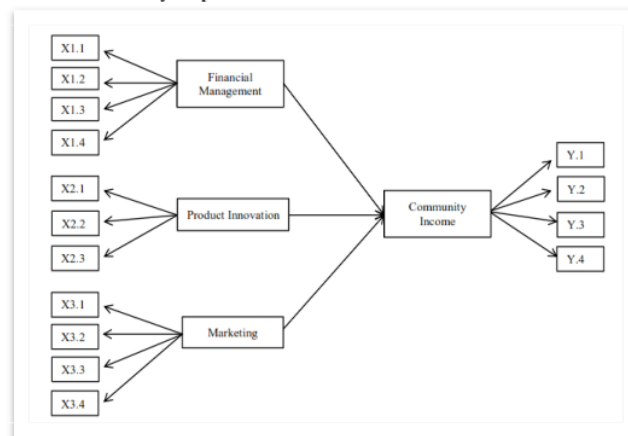 X1.1
X1.2
X1.3
X1.4
Financial
Management
X2.1
X2.2
X2.3
Product Innovation
X3.1
X3.2
X3.3
X3.4
Marketing
Community
Income
Y.1
Y.2
Y.3
Y.4